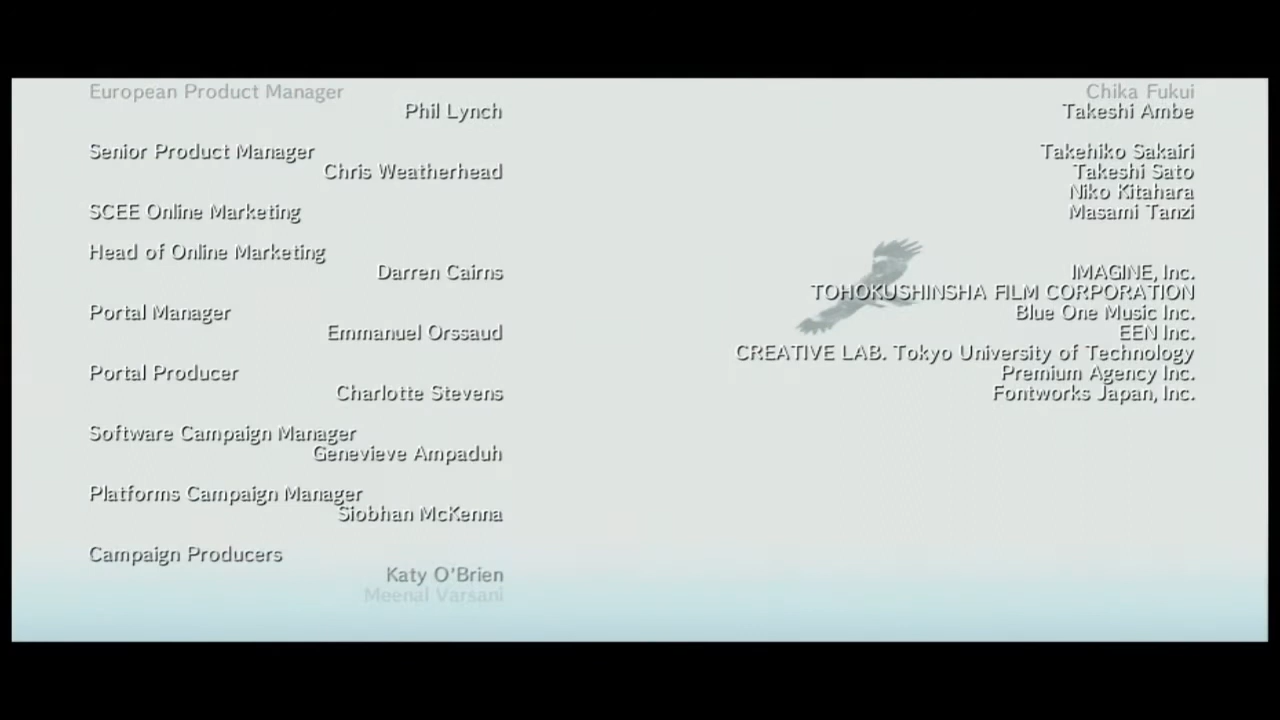 European Product Manager
Phil Lynch
Senior Product Manager
Chris Weatherhead
SCEE Online Marketing
Head of Online Marketing
Darren Cairns
Portal Manager
Emmanuel Orssaud
Portal Producer
Charlotte Stevens
Software Campaign Manager
Genevieve Ampaduh
Platforms Campaign Manager
Siobhan McKenna
Campaign Producers
Katy O'Brien
Meenal Varsani
Chika Fukui
Takeshi Ambe
Takehiko Sakairi
Takeshi Sato
Niko Kitahara
Masami Tanzi
IMAGINE, Inc.
TOHOKUSHINSHA FILM CORPORATION
Blue One Music Inc.
EEN Inc.
CREATIVE LAB. Tokyo University of Technology
Premium Agency Inc.
Fontworks Japan, Inc.